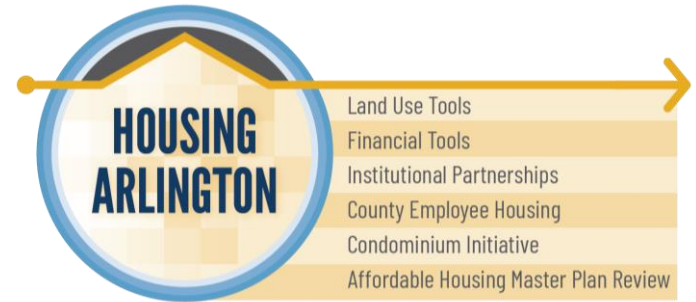 HOUSING
ARLINGTON
Land Use Tools
Financial Tools
Institutional Partnerships
County Employee Housing
Condominium Initiative
Affordable Housing Master Plan Review